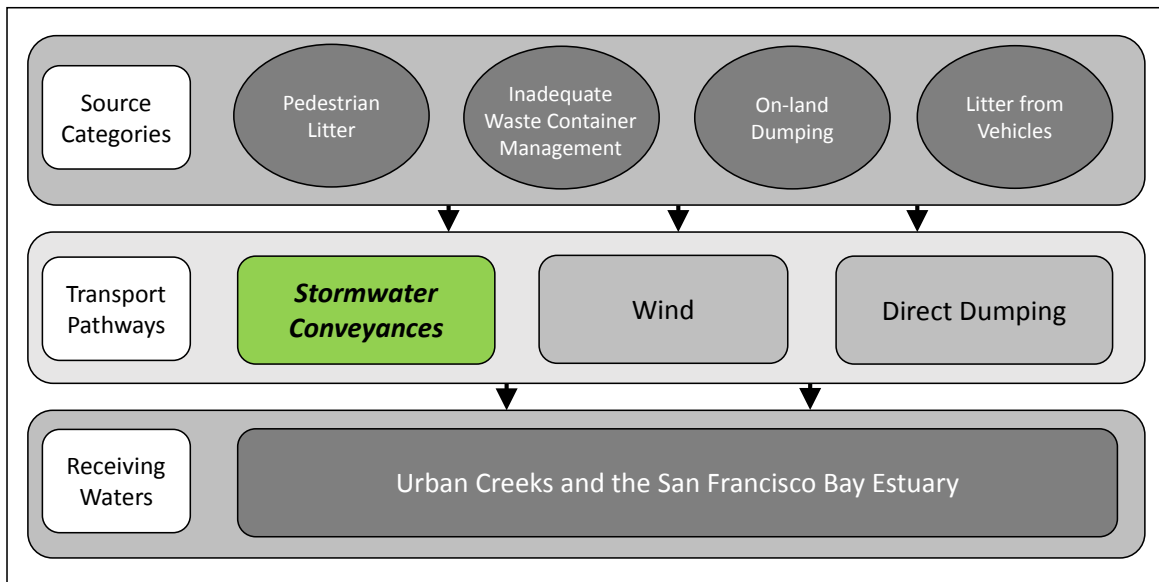 Source
Categories
Pedestrian
Litter
Inadequate
Waste Container
Management
On-land
Dumping
Litter from
Vehicles
Transport
Pathways
Stormwater
Conveyances
Wind
Direct Dumping
Receiving
Waters
Urban Creeks and the San Francisco Bay Estuary